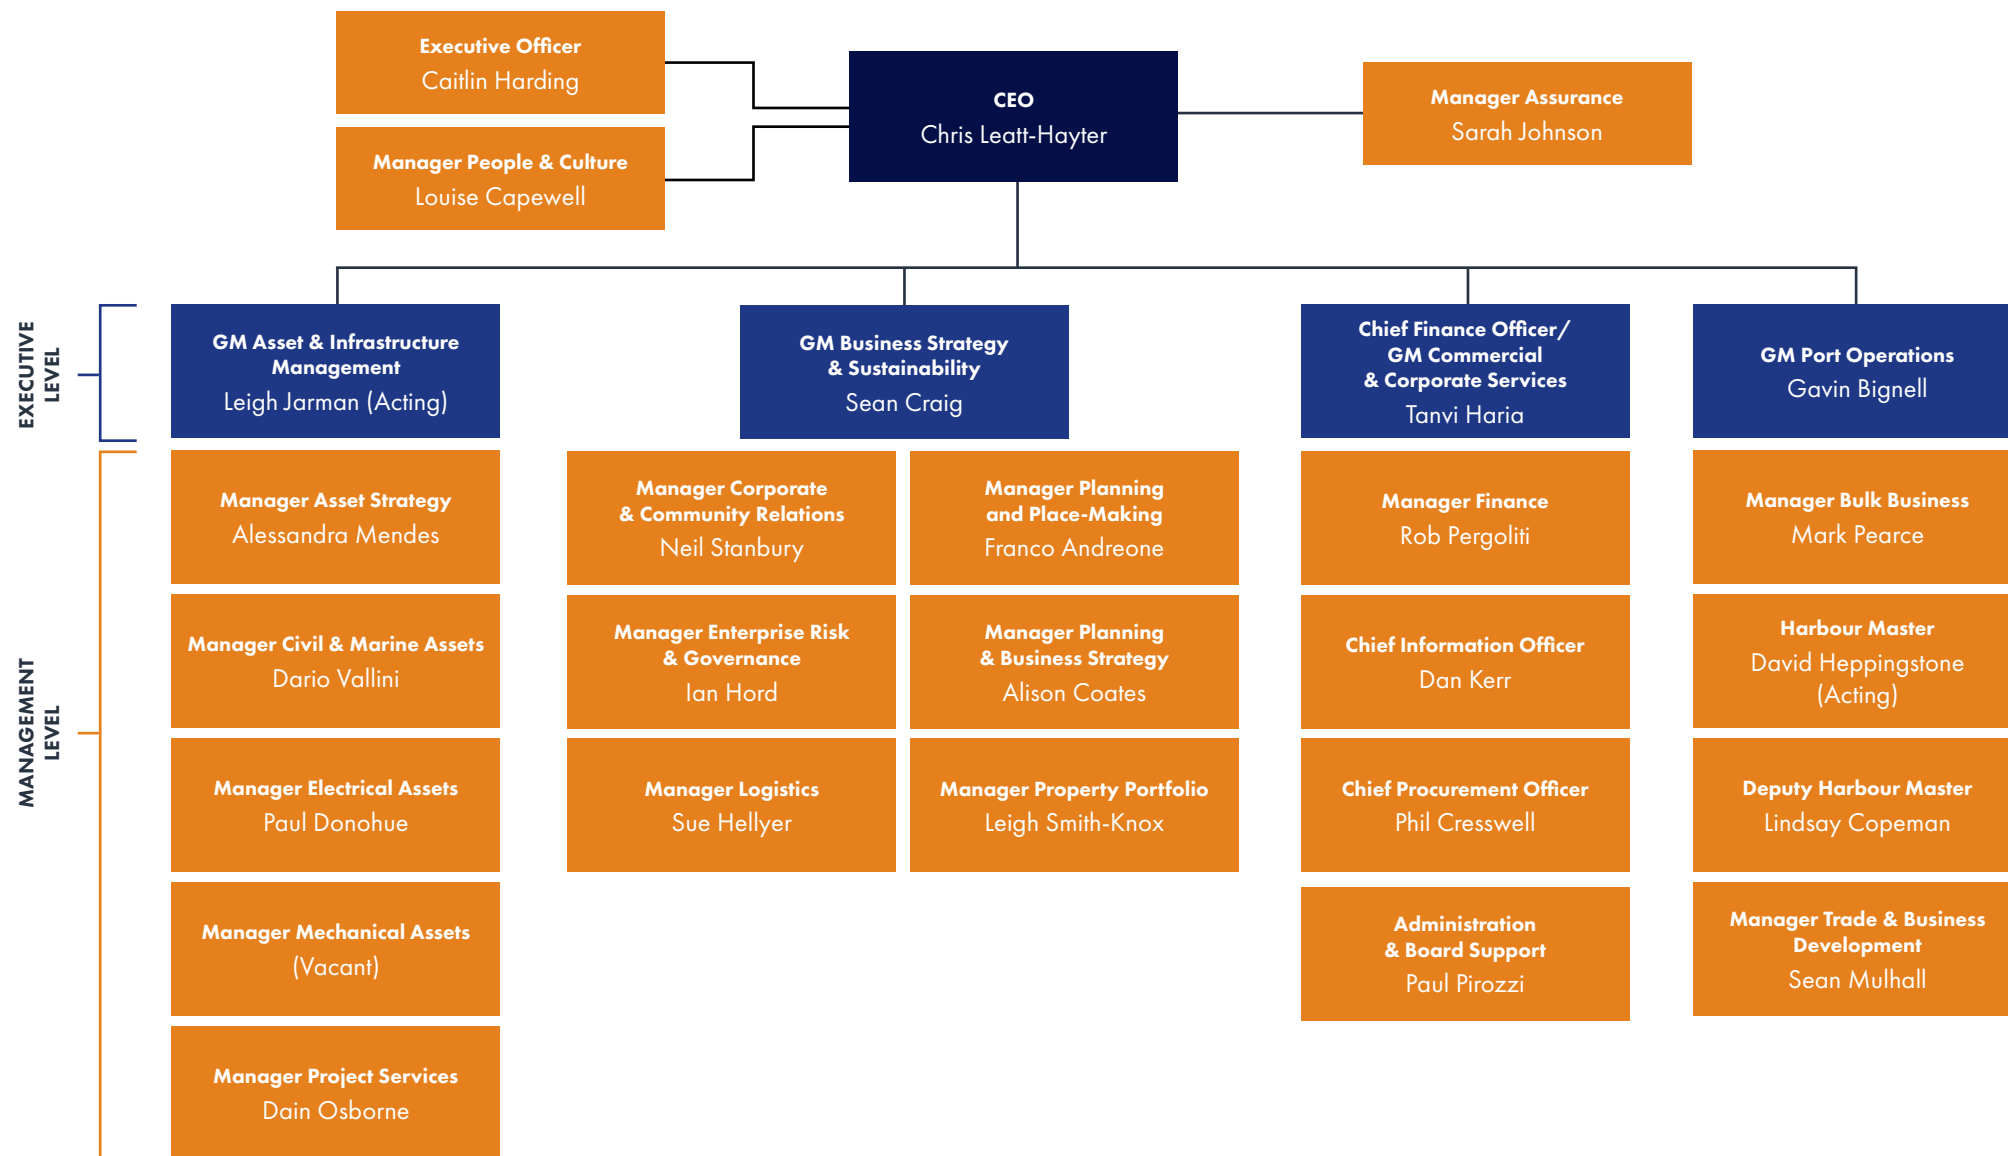 Executive Officer
Caitlin Harding
Manager People & Culture
Louise Capewell
CEO
Chris Leatt-Hayter
Manager Assurance
Sarah Johnson
EXECUTIVE
LEVEL
GM Asset & Infrastructure
Management
Leigh Jarman (Acting)
GM Business Strategy
& Sustainability
Sean Craig
Chief Finance Officer/
GM Commercial
& Corporate Services
Tanvi Haria
GM Port Operations
Gavin Bignell
MANAGEMENT
LEVEL
Manager Asset Strategy
Alessandra Mendes
Manager Civil & Marine Assets
Dario Vallini
Manager Electrical Assets
Paul Donohue
Manager Mechanical Assets
(Vacant)
Manager Project Services
Dain Osborne
Manager Corporate
& Community Relations
Neil Stanbury
Manager Enterprise Risk
& Governance
Ian Hord
Manager Logistics
Sue Hellyer
Manager Planning
and Place-Making
Franco Andreone
Manager Planning
& Business Strategy
Alison Coates
Manager Property Portfolio
Leigh Smith-Knox
Manager Finance
Rob Pergoliti
Chief Information Officer
Dan Kerr
Chief Procurement Officer
Phil Cresswell
Administration
& Board Support
Paul Pirozzi
Manager Bulk Business
Mark Pearce
Harbour Master
David Heppingstone
(Acting)
Deputy Harbour Master
Lindsay Copeman
Manager Trade & Business
Development
Sean Mulhall